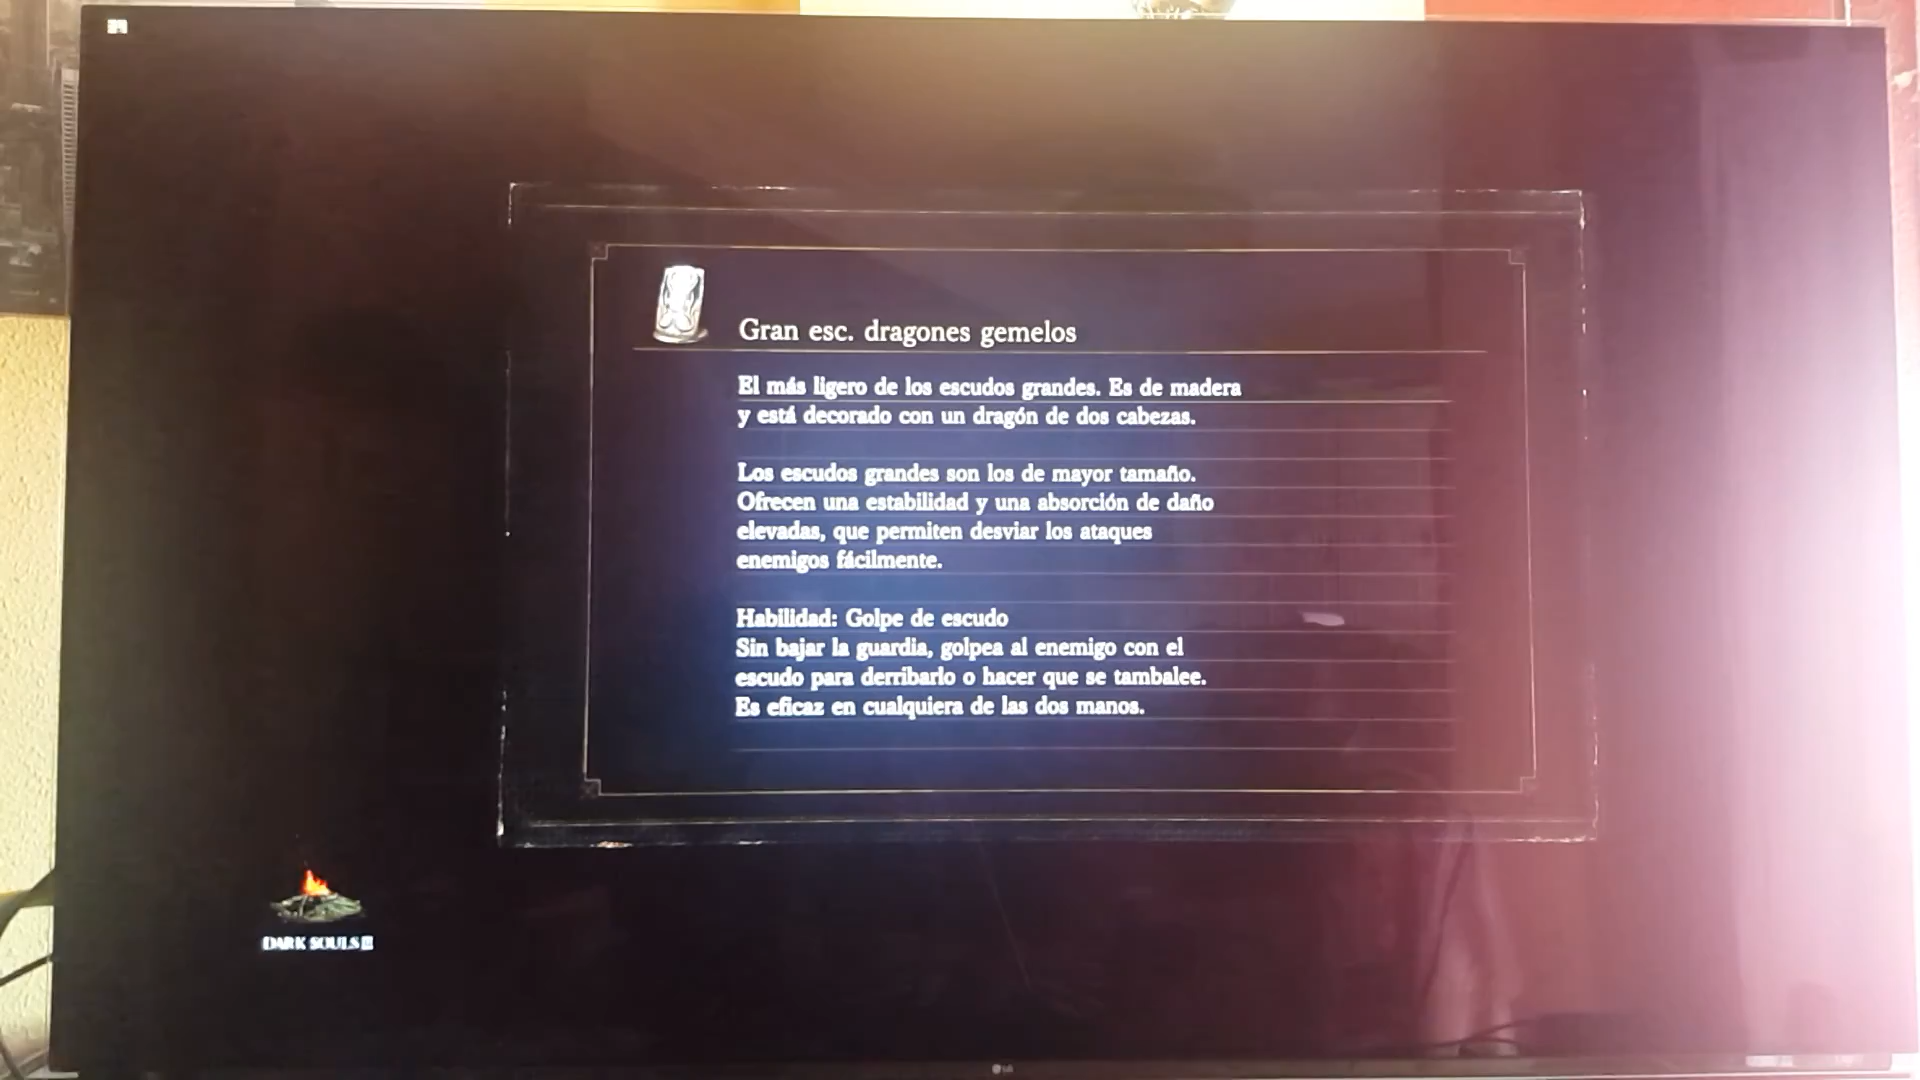 Gran esc. dragones gemelos
El más ligero de los escudos grandes. Es de madera
y está decorado con un dragón de dos cabezas.
Los escudos grandes son los de mayor tamaño.
Ofrecen una estabilidad y una absorción de daño
elevadas, que permiten desviar los ataques
enemigos fácilmente.
Habilidad: Golpe de escudo
Sin bajar la guardia, golpea al enemigo con el
escudo para derribarlo o hacer que se tambalee.
Es eficaz en cualquiera de las dos manos.
DARK SOULS III
LG